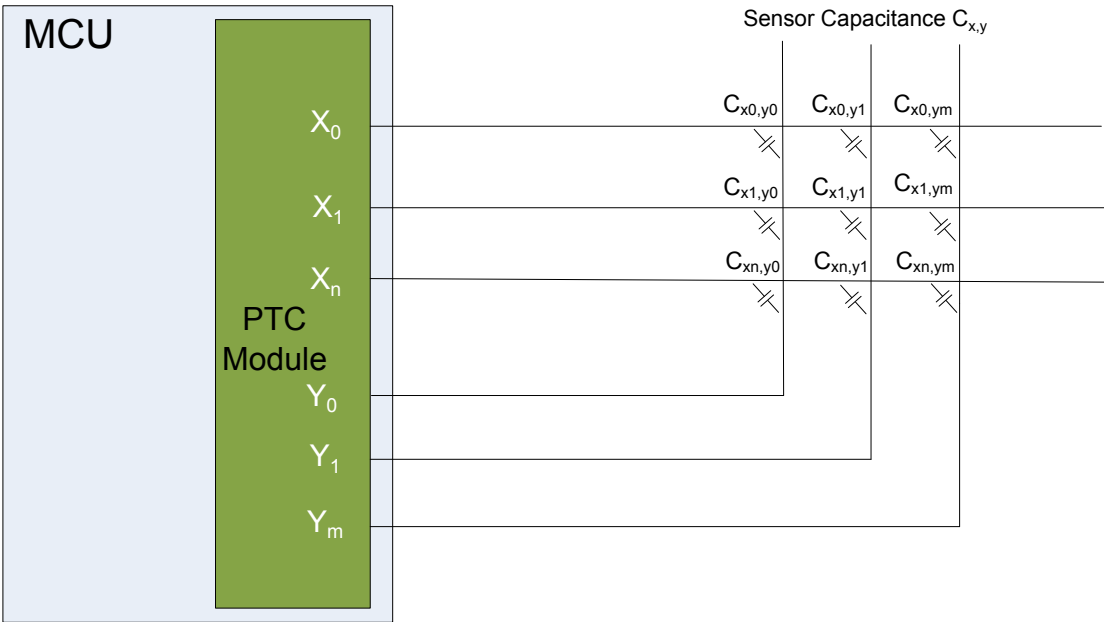 Sensor Capacitance Cx,y
MCU
X0
Cx0,y0 Cx0,y1 Cx0,ym
X1
Cx1,y0 Cx1,y1 Cx1,ym
Xn
Cxn,y0 Cxn,y1 Cxn,ym
PTC
Module
Y0
Y1
Ym